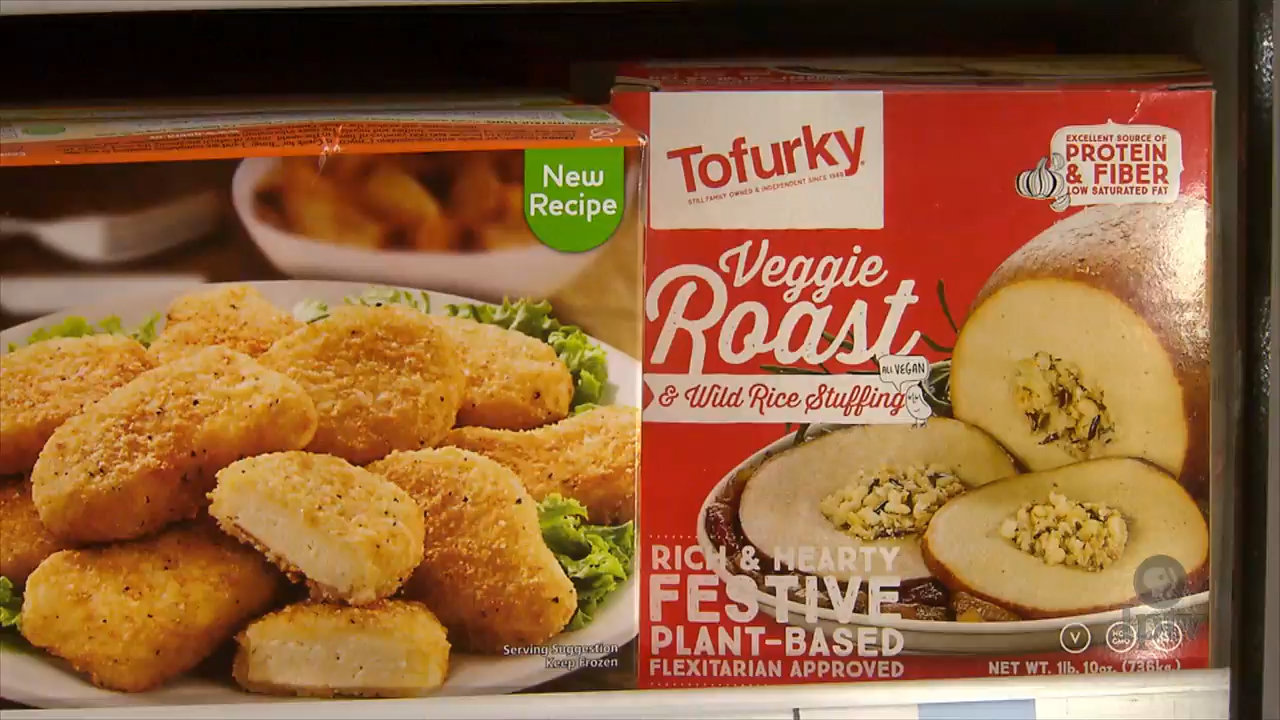 New
Recipe
Serving Suggestion
Keep Frozen
Tofurky
STILL FAMILY OWNED & INDEPENDENT SINCE 1980
EXCELLENT SOURCE OF
PROTEIN
& FIBER
LOW SATURATED FAT
Veggie
Roast
ALL VEGAN
& Wild Rice Stuffing
RICH & HEARTY
FESTIVE
PLANT-BASED
FLEXITARIAN APPROVED
V
NET WT. 1lb. 10oz. (736kg.)